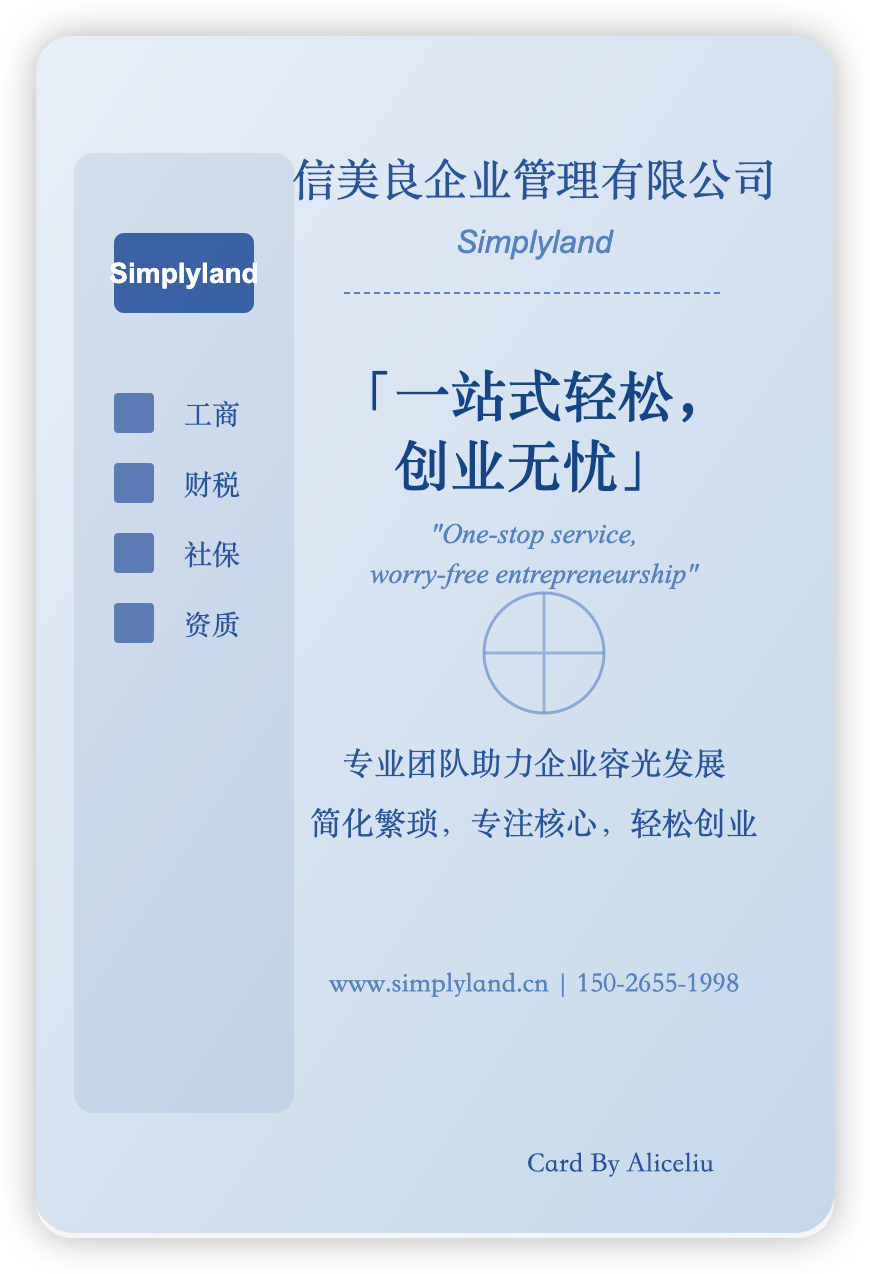 信美良企业管理有限公司
Simplyland
Simplyland
工商
财税
社保
资质
「一站式轻松，
创业无忧」
"One-stop service,
worry-free entrepreneurship"
专业团队助力企业容光发展
简化繁琐，专注核心，轻松创业
www.simplyland.cn | 150-2655-1998
Card By Aliceliu